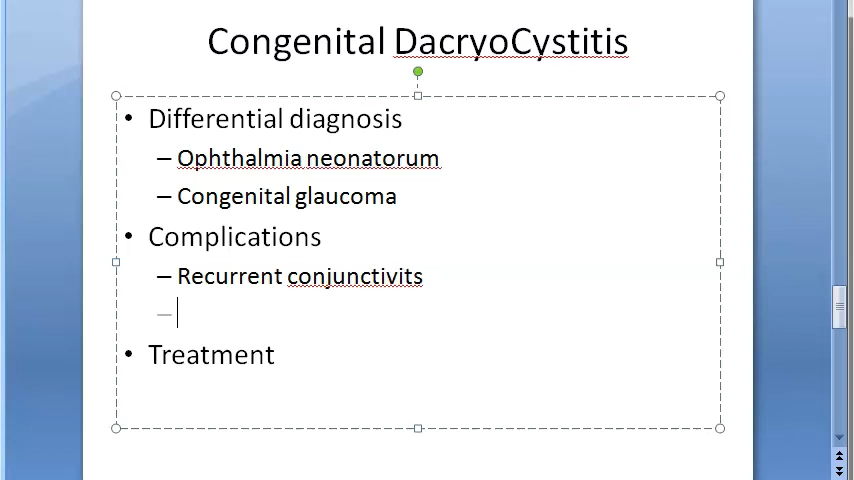 Congenital DacryoCystitis
• Differential diagnosis
– Ophthalmia neonatorum
– Congenital glaucoma
• Complications
– Recurrent conjunctivits
–
• Treatment